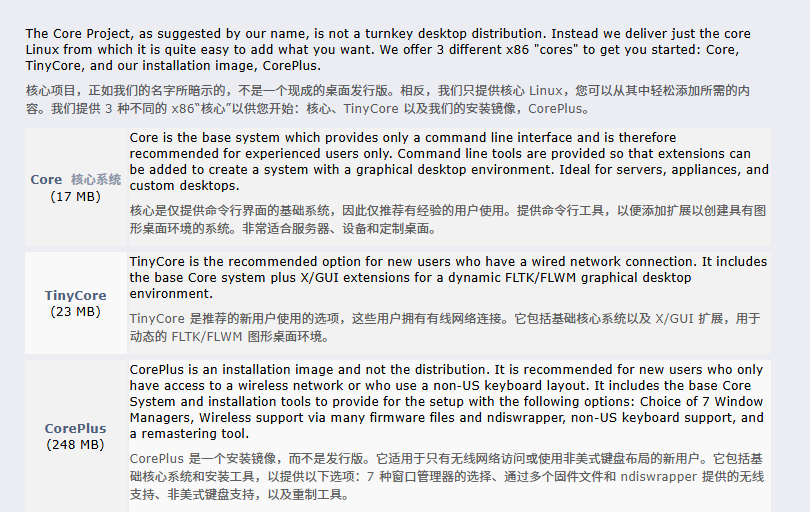 The Core Project, as suggested by our name, is not a turnkey desktop distribution. Instead we deliver just the core
Linux from which it is quite easy to add what you want. We offer 3 different x86 "cores" to get you started: Core,
TinyCore, and our installation image, CorePlus.
核心项目，正如我们的名字所暗示的，不是一个现成的桌面发行版。相反，我们只提供核心 Linux，您可以从其中轻松添加所需的内
容。我们提供 3 种不同的 x86“核心”以供您开始：核心、TinyCore 以及我们的安装镜像，CorePlus。
Core 核心系统
(17 MB)
Core is the base system which provides only a command line interface and is therefore
recommended for experienced users only. Command line tools are provided so that extensions can
be added to create a system with a graphical desktop environment. Ideal for servers, appliances, and
custom desktops.
核心是仅提供命令行界面的基础系统，因此仅推荐有经验的用户使用。提供命令行工具，以便添加扩展以创建具有图
形桌面环境的系统。非常适合服务器、设备和定制桌面。
TinyCore
(23 MB)
TinyCore is the recommended option for new users who have a wired network connection. It includes
the base Core system plus X/GUI extensions for a dynamic FLTK/FLWM graphical desktop
environment.
TinyCore 是推荐的新用户使用的选项，这些用户拥有有线网络连接。它包括基础核心系统以及 X/GUI 扩展，用于
动态的 FLTK/FLWM 图形桌面环境。
CorePlus
(248 MB)
CorePlus is an installation image and not the distribution. It is recommended for new users who only
have access to a wireless network or who use a non-US keyboard layout. It includes the base Core
System and installation tools to provide for the setup with the following options: Choice of 7 Window
Managers, Wireless support via many firmware files and ndiswrapper, non-US keyboard support, and
a remastering tool.
CorePlus 是一个安装镜像，而不是发行版。它适用于只有无线网络访问或使用非美式键盘布局的新用户。它包括基
础核心系统和安装工具，以提供以下选项：7 种窗口管理器的选择、通过多个固件文件和 ndiswrapper 提供的无线
支持、非美式键盘支持，以及重制工具。